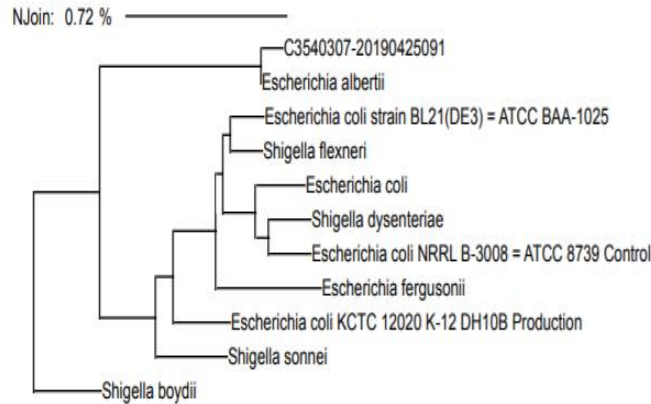 NJoin: 0.72 %
C3540307-20190425091
Escherichia albertii
Escherichia coli strain BL21(DE3) = ATCC BAA-1025
Shigella flexneri
Escherichia coli
Shigella dysenteriae
Escherichia coli NRRL B-3008 = ATCC 8739 Control
Escherichia fergusonii
Escherichia coli KCTC 12020 K-12 DH10B Production
Shigella sonnei
Shigella boydii